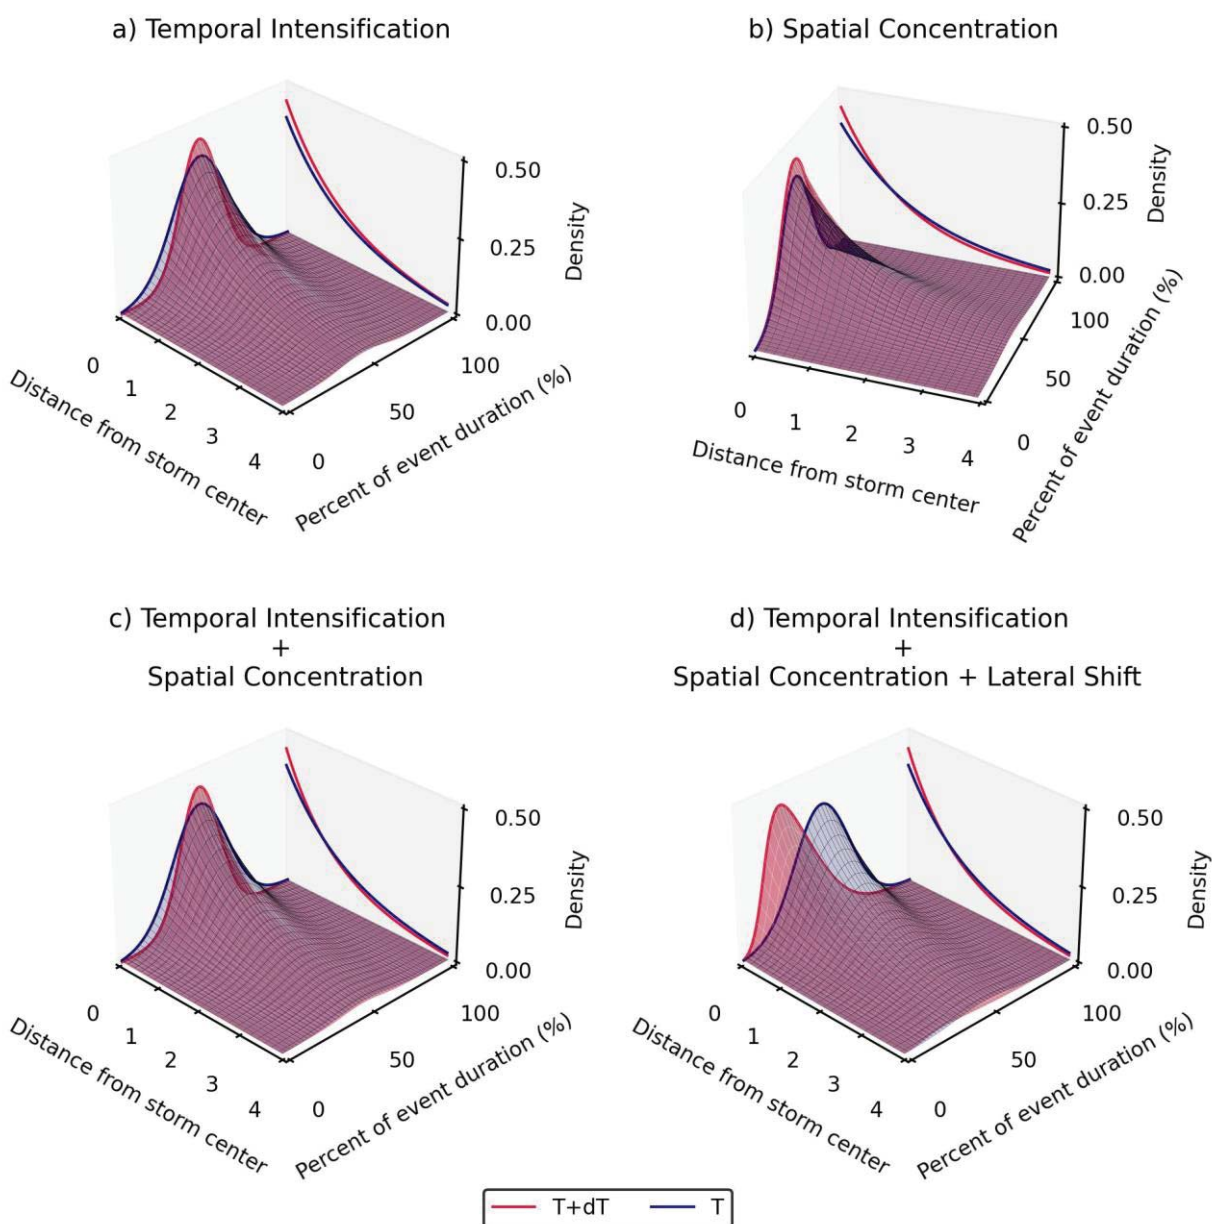 a) Temporal Intensification
0.50
0.25
0.00
Density
0
1
2
3
4
Distance from storm center
0
50
100
Percent of event duration (%)
b) Spatial Concentration
0.50
0.25
0.00
Density
0
1
2
3
4
Distance from storm center
0
50
100
Percent of event duration (%)
c) Temporal Intensification
+
Spatial Concentration
0.50
0.25
0.00
Density
0
1
2
3
4
Distance from storm center
0
50
100
Percent of event duration (%)
d) Temporal Intensification
+
Spatial Concentration + Lateral Shift
0.50
0.25
0.00
Density
0
1
2
3
4
Distance from storm center
0
50
100
Percent of event duration (%)
T+dT
T